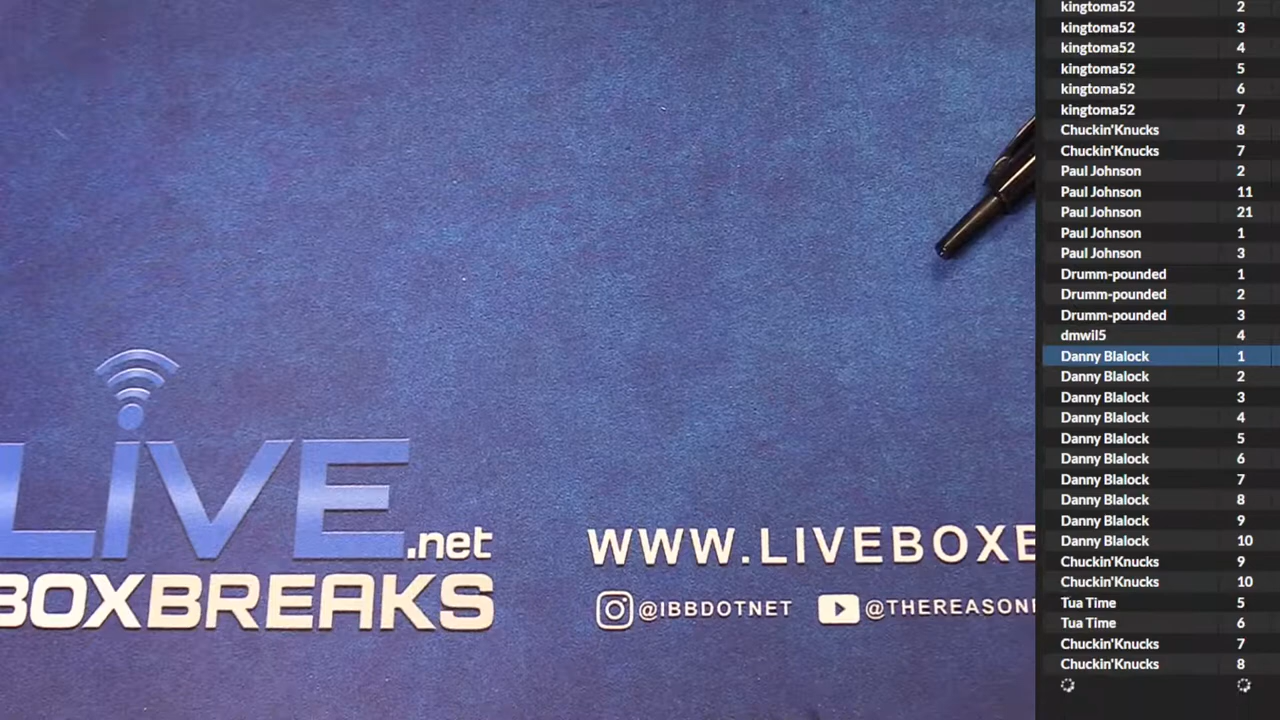 LIVE
.net
BOXBREAKS
WWW.LIVEBOXB
@IBBDOTNET
@THEREASON
kingtoma52 2
kingtoma52 3
kingtoma52 4
kingtoma52 5
kingtoma52 6
kingtoma52 7
Chuckin'Knucks 8
Chuckin'Knucks 7
Paul Johnson 2
Paul Johnson 11
Paul Johnson 21
Paul Johnson 1
Paul Johnson 3
Drumm-pounded 1
Drumm-pounded 2
Drumm-pounded 3
dmwil5 4
Danny Blalock 1
Danny Blalock 2
Danny Blalock 3
Danny Blalock 4
Danny Blalock 5
Danny Blalock 6
Danny Blalock 7
Danny Blalock 8
Danny Blalock 9
Danny Blalock 10
Chuckin'Knucks 9
Chuckin'Knucks 10
Tua Time 5
Tua Time 6
Chuckin'Knucks 7
Chuckin'Knucks 8